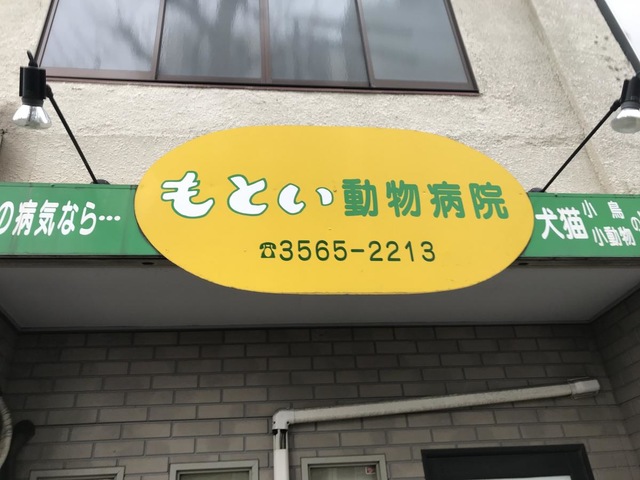 の病気なら…
もとい動物病院
☎3565-2213
犬猫小鳥
小動物の